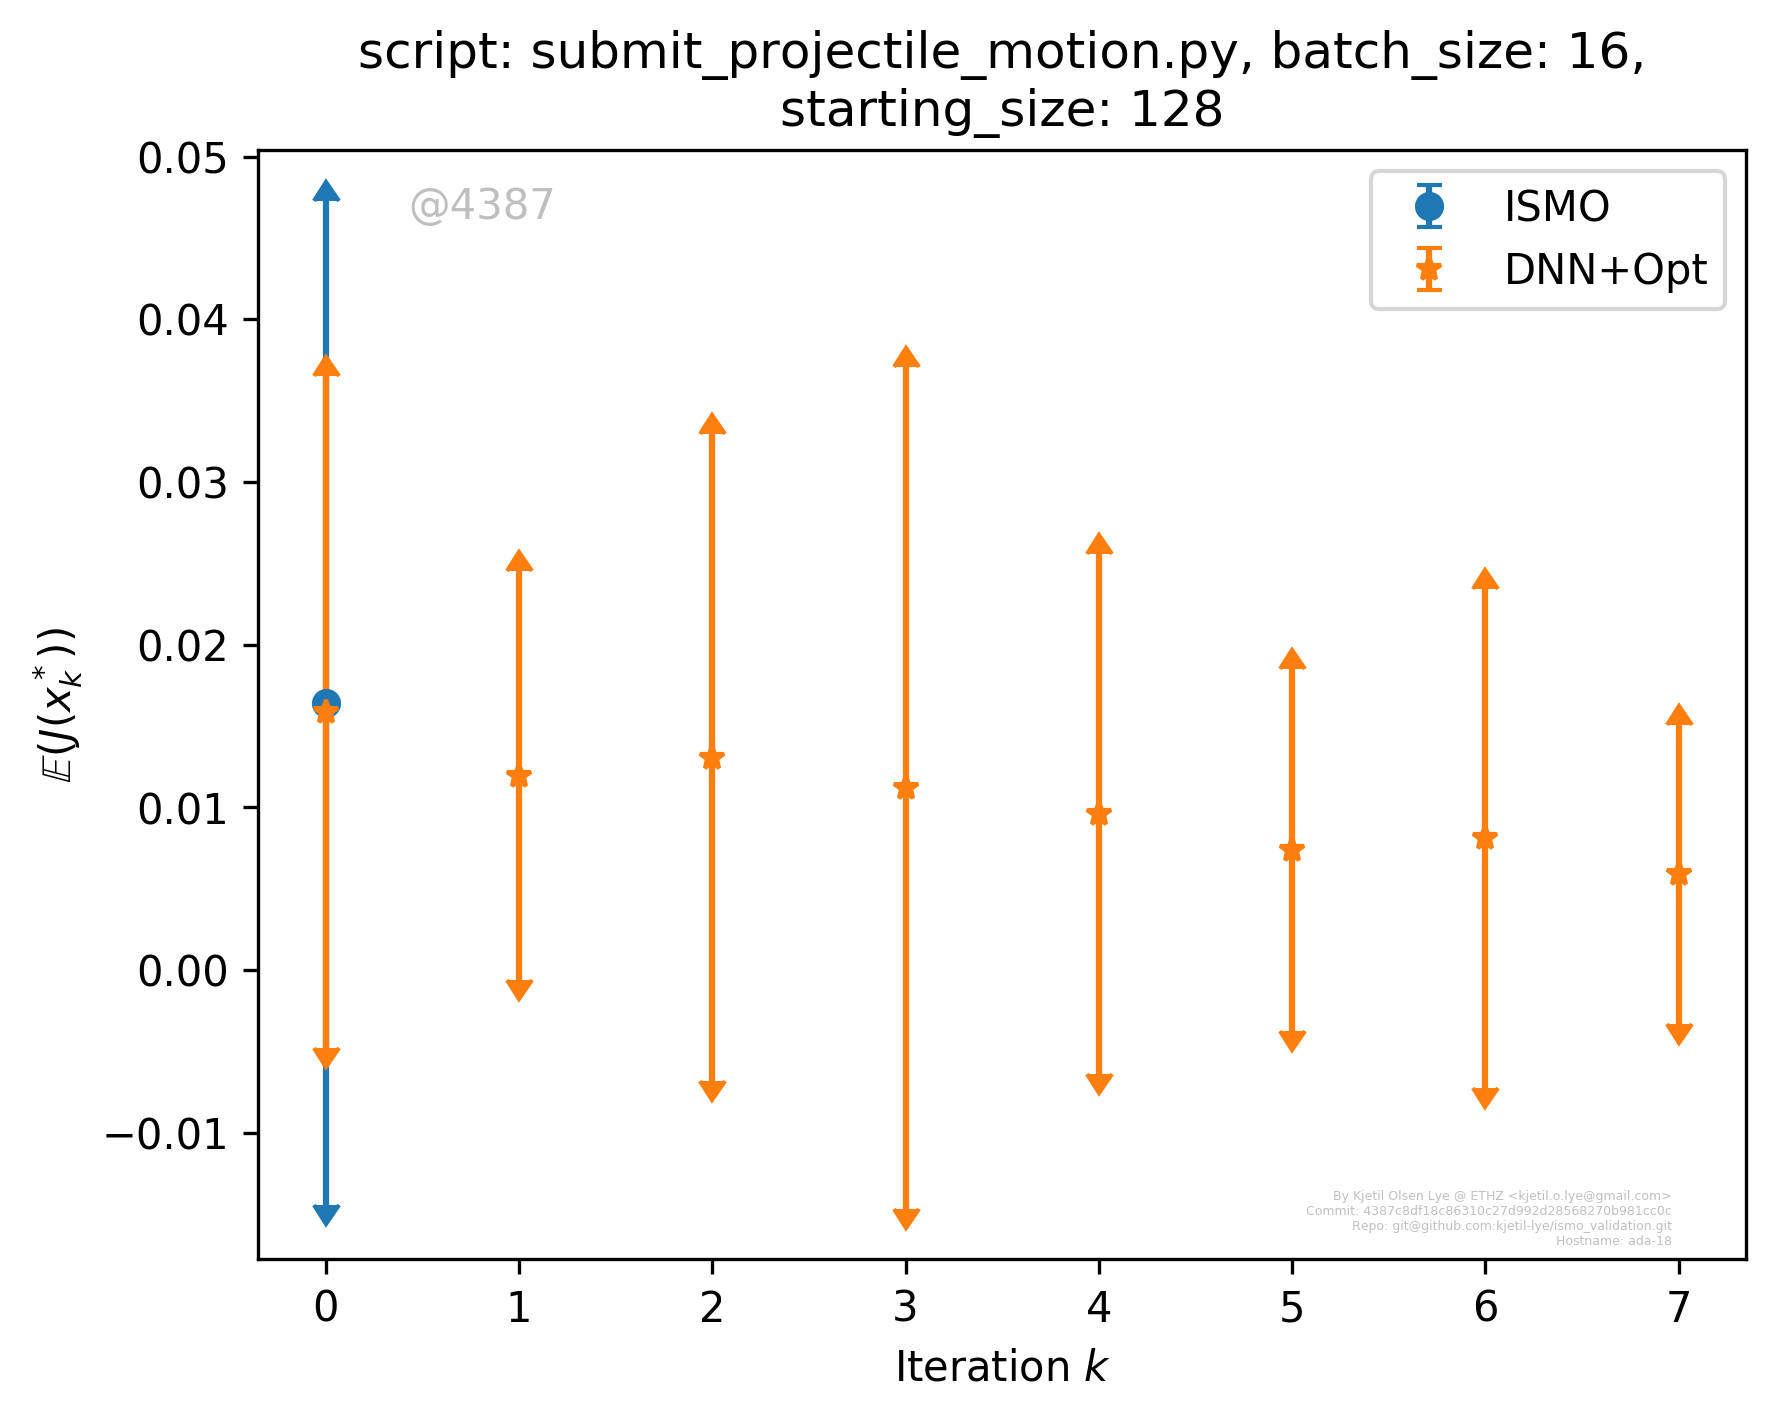 script: submit_projectile_motion.py, batch_size: 16,
starting_size: 128
0.05
0.04
0.03
0.02
0.01
0.00
−0.01
𝔼(J(x*k))
@4387
ISMO
DNN+Opt
By Kjetil Olsen Lye @ ETHZ <kjetil.o.lye@gmail.com>
Commit: 4387c8df18c86310c27d992d28568270b981cc0c
Repo: git@github.com:kjetil-lye/ismo_validation.git
Hostname: ada-18
0 1 2 3 4 5 6 7
Iteration k